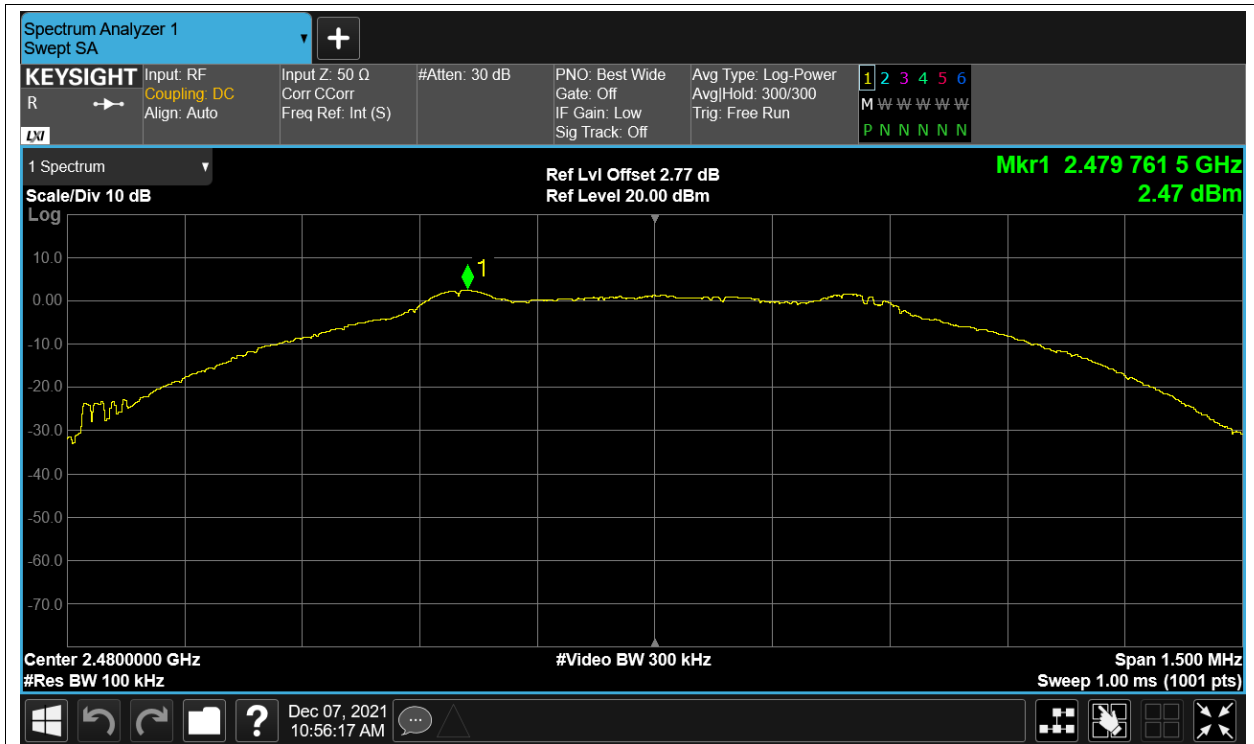 Spectrum Analyzer 1
Swept SA
+
KEYSIGHT
R
LXI
Input: RF
Coupling: DC
Align: Auto
Input Z: 50 Ω
Corr CCorr
Freq Ref: Int (S)
#Atten: 30 dB
PNO: Best Wide
Gate: Off
IF Gain: Low
Sig Track: Off
Avg Type: Log-Power
Avg|Hold: 300/300
Trig: Free Run
1 2 3 4 5 6
M W W W W W
P N N N N N
1 Spectrum
Scale/Div 10 dB
Log
Ref Lvl Offset 2.77 dB
Ref Level 20.00 dBm
Mkr1 2.479 761 5 GHz
2.47 dBm
1
10.0
0.00
-10.0
-20.0
-30.0
-40.0
-50.0
-60.0
-70.0
Center 2.4800000 GHz
#Video BW 300 kHz
Span 1.500 MHz
#Res BW 100 kHz
Sweep 1.00 ms (1001 pts)
?
Dec 07, 2021
10:56:17 AM